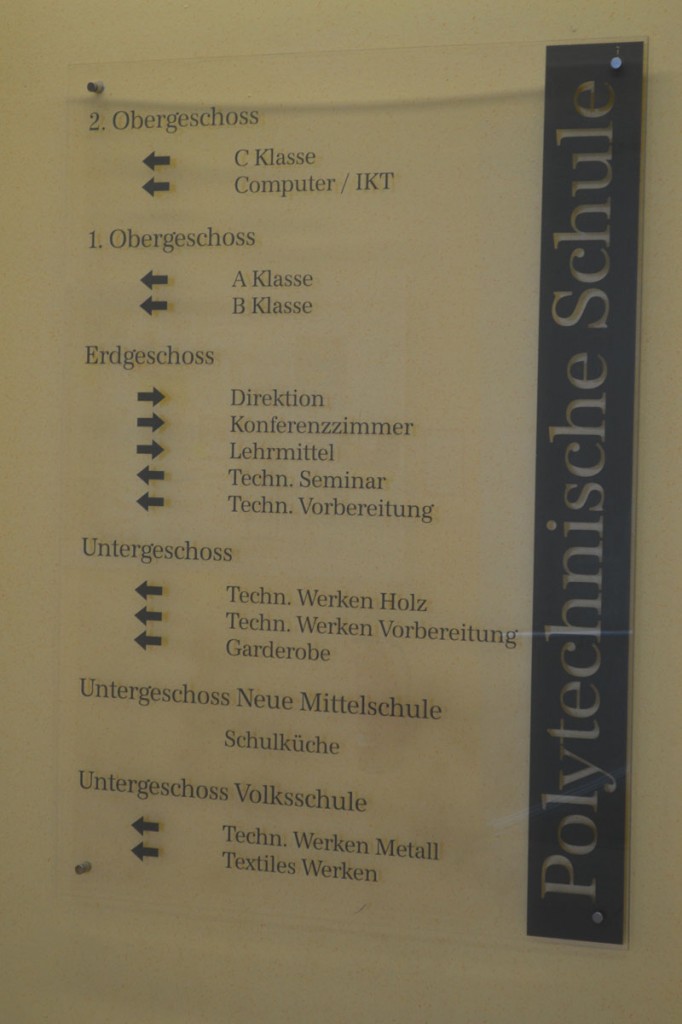 2. Obergeschoss
← C Klasse
← Computer / IKT
1. Obergeschoss
← A Klasse
← B Klasse
Erdgeschoss
→ Direktion
→ Konferenzzimmer
→ Lehrmittel
← Techn. Seminar
← Techn. Vorbereitung
Untergeschoss
← Techn. Werken Holz
← Techn. Werken Vorbereitung
← Garderobe
Untergeschoss Neue Mittelschule
Schulküche
Untergeschoss Volksschule
← Techn. Werken Metall
← Textiles Werken
Polytechnische Schule